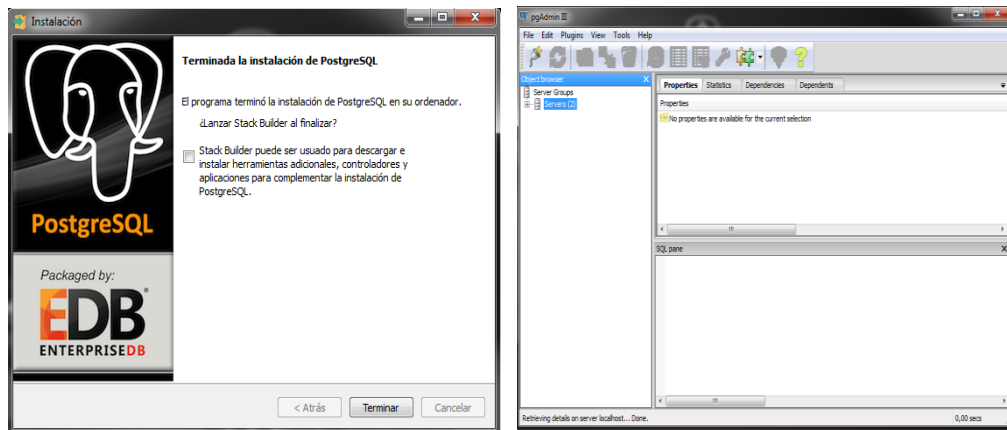 Instalación
Terminada la instalación de PostgreSQL
El programa terminó la instalación de PostgreSQL en su ordenador.
¿Lanzar Stack Builder al finalizar?
Stack Builder puede ser usado para descargar e
instalar herramientas adicionales, controladores y
aplicaciones para complementar la instalación de
PostgreSQL.
PostgreSQL
Packaged by:
EDB
ENTERPRISEDB
< Atrás
Terminar
Cancelar
pgAdmin III
File Edit Plugins View Tools Help
Object browser
Server Groups
Servers (2)
Properties Statistics Dependencies Dependents
Properties
No properties are available for the current selection
SQL pane
Retrieving details on server localhost... Done.
0,00 secs